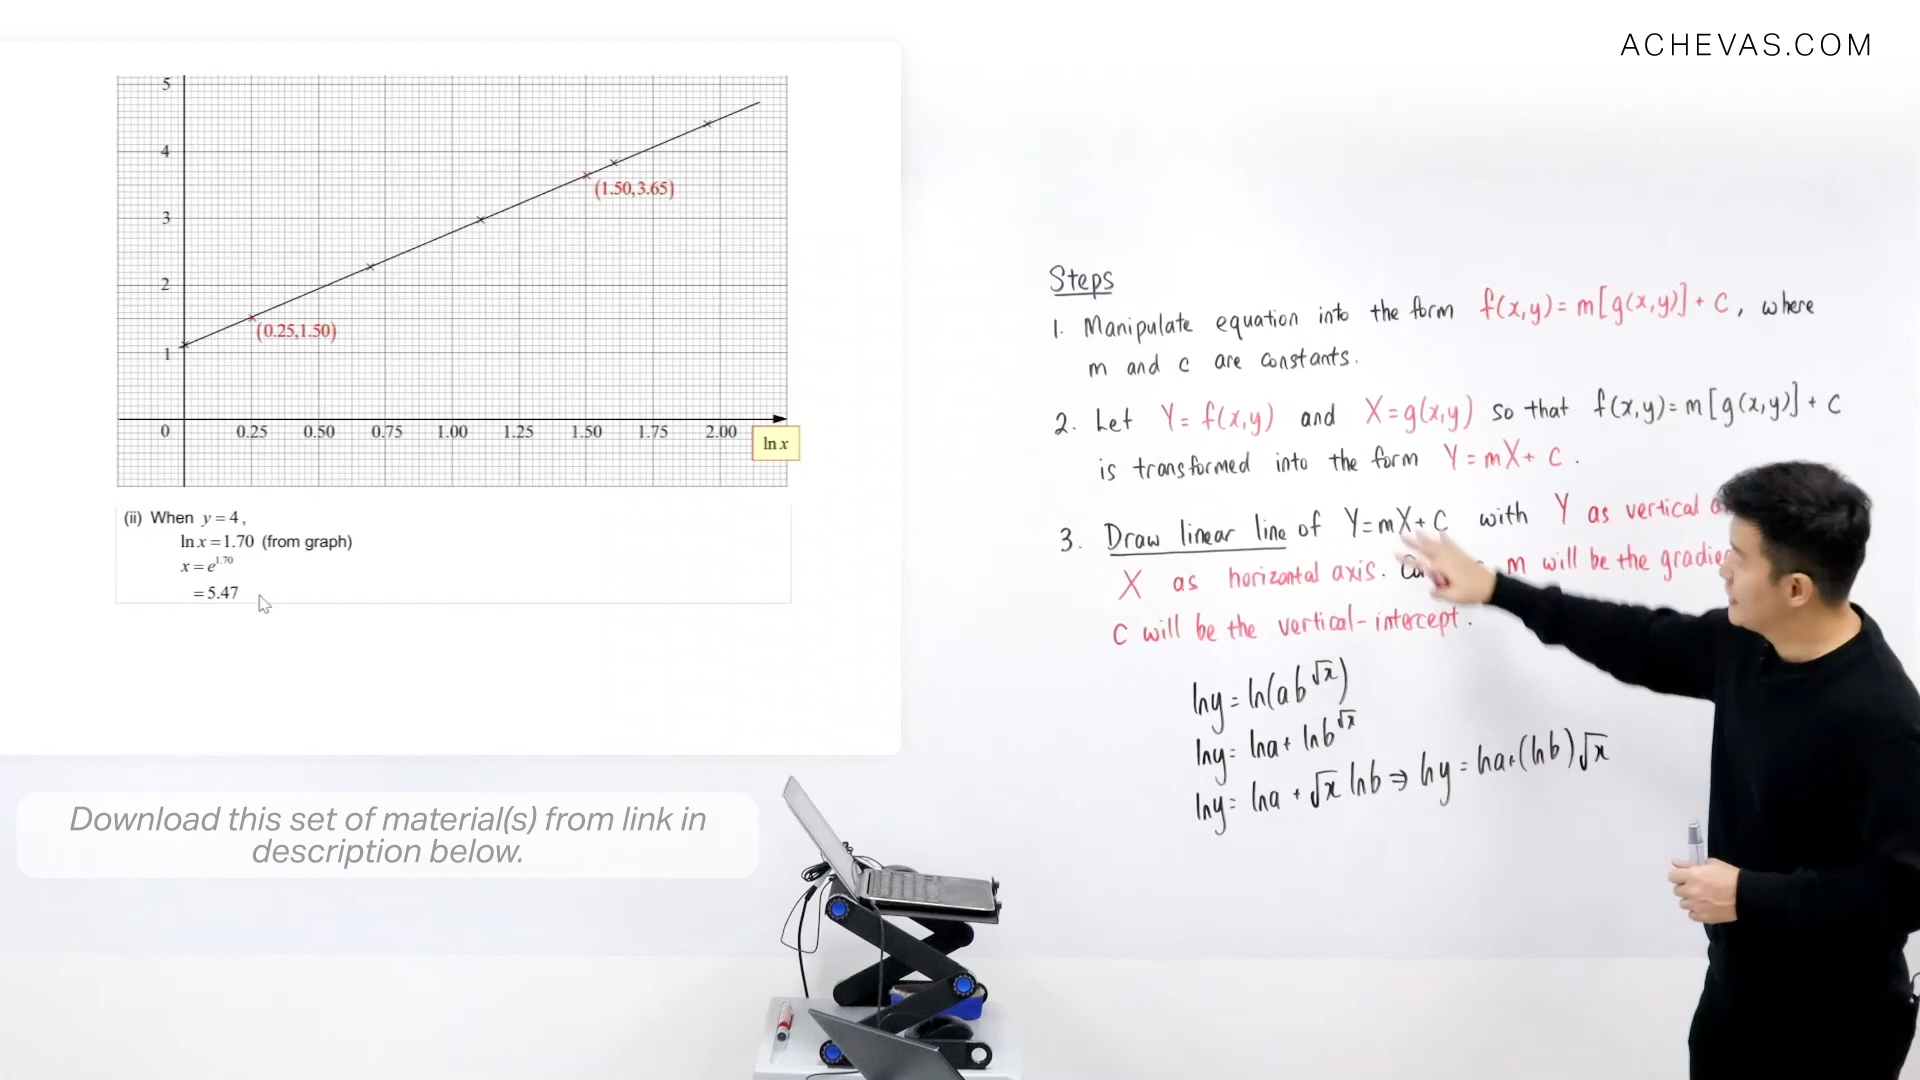 ACHEVAS.COM
5
4
(1.50,3.65)
3
2
(0.25,1.50)
1
0 0.25 0.50 0.75 1.00 1.25 1.50 1.75 2.00
ln x
(ii) When y = 4,
ln x = 1.70 (from graph)
x = e^1.70
= 5.47
Download this set of material(s) from link in
description below.
Steps
1. Manipulate equation into the form f(x,y) = m[g(x,y)] + c, where
m and c are constants.
2. Let Y = f(x,y) and X = g(x,y) so that f(x,y) = m[g(x,y)] + c
is transformed into the form Y = mX + c.
3. Draw linear line of Y = mX + c with Y as vertical
X as horizontal axis. m will be the
c will be the vertical-intercept.
lny = ln(ab^√x)
lny = lna + lnb^√x
lny = lna + √x lnb ⇒ lny = lna + (lnb)√x